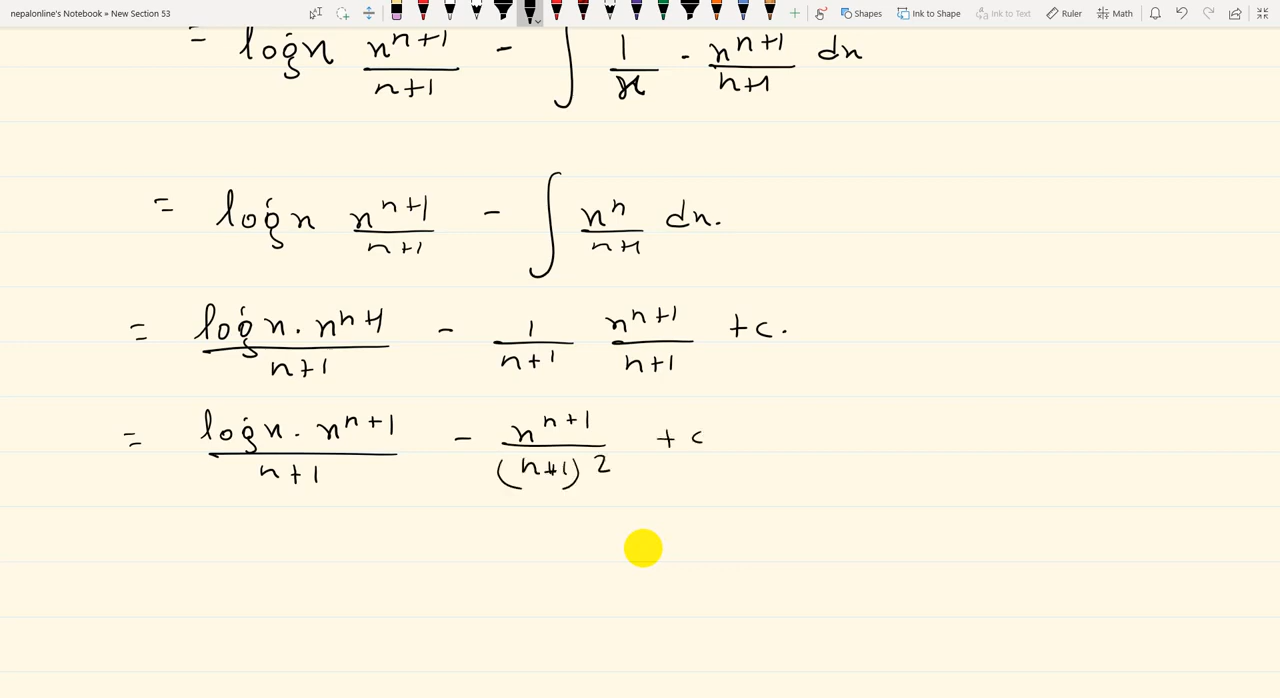 nepalonline's Notebook » New Section 53
Shapes Ink to Shape Ink to Text Ruler Math
= log x x^(n+1)/(n+1) - ∫ 1/x · x^(n+1)/(n+1) dx
= log x x^(n+1)/(n+1) - ∫ x^n/(n+1) dx.
= (log x · x^(n+1))/(n+1) - 1/(n+1) x^(n+1)/(n+1) + c.
= (log x · x^(n+1))/(n+1) - x^(n+1)/(n+1)^2 + c